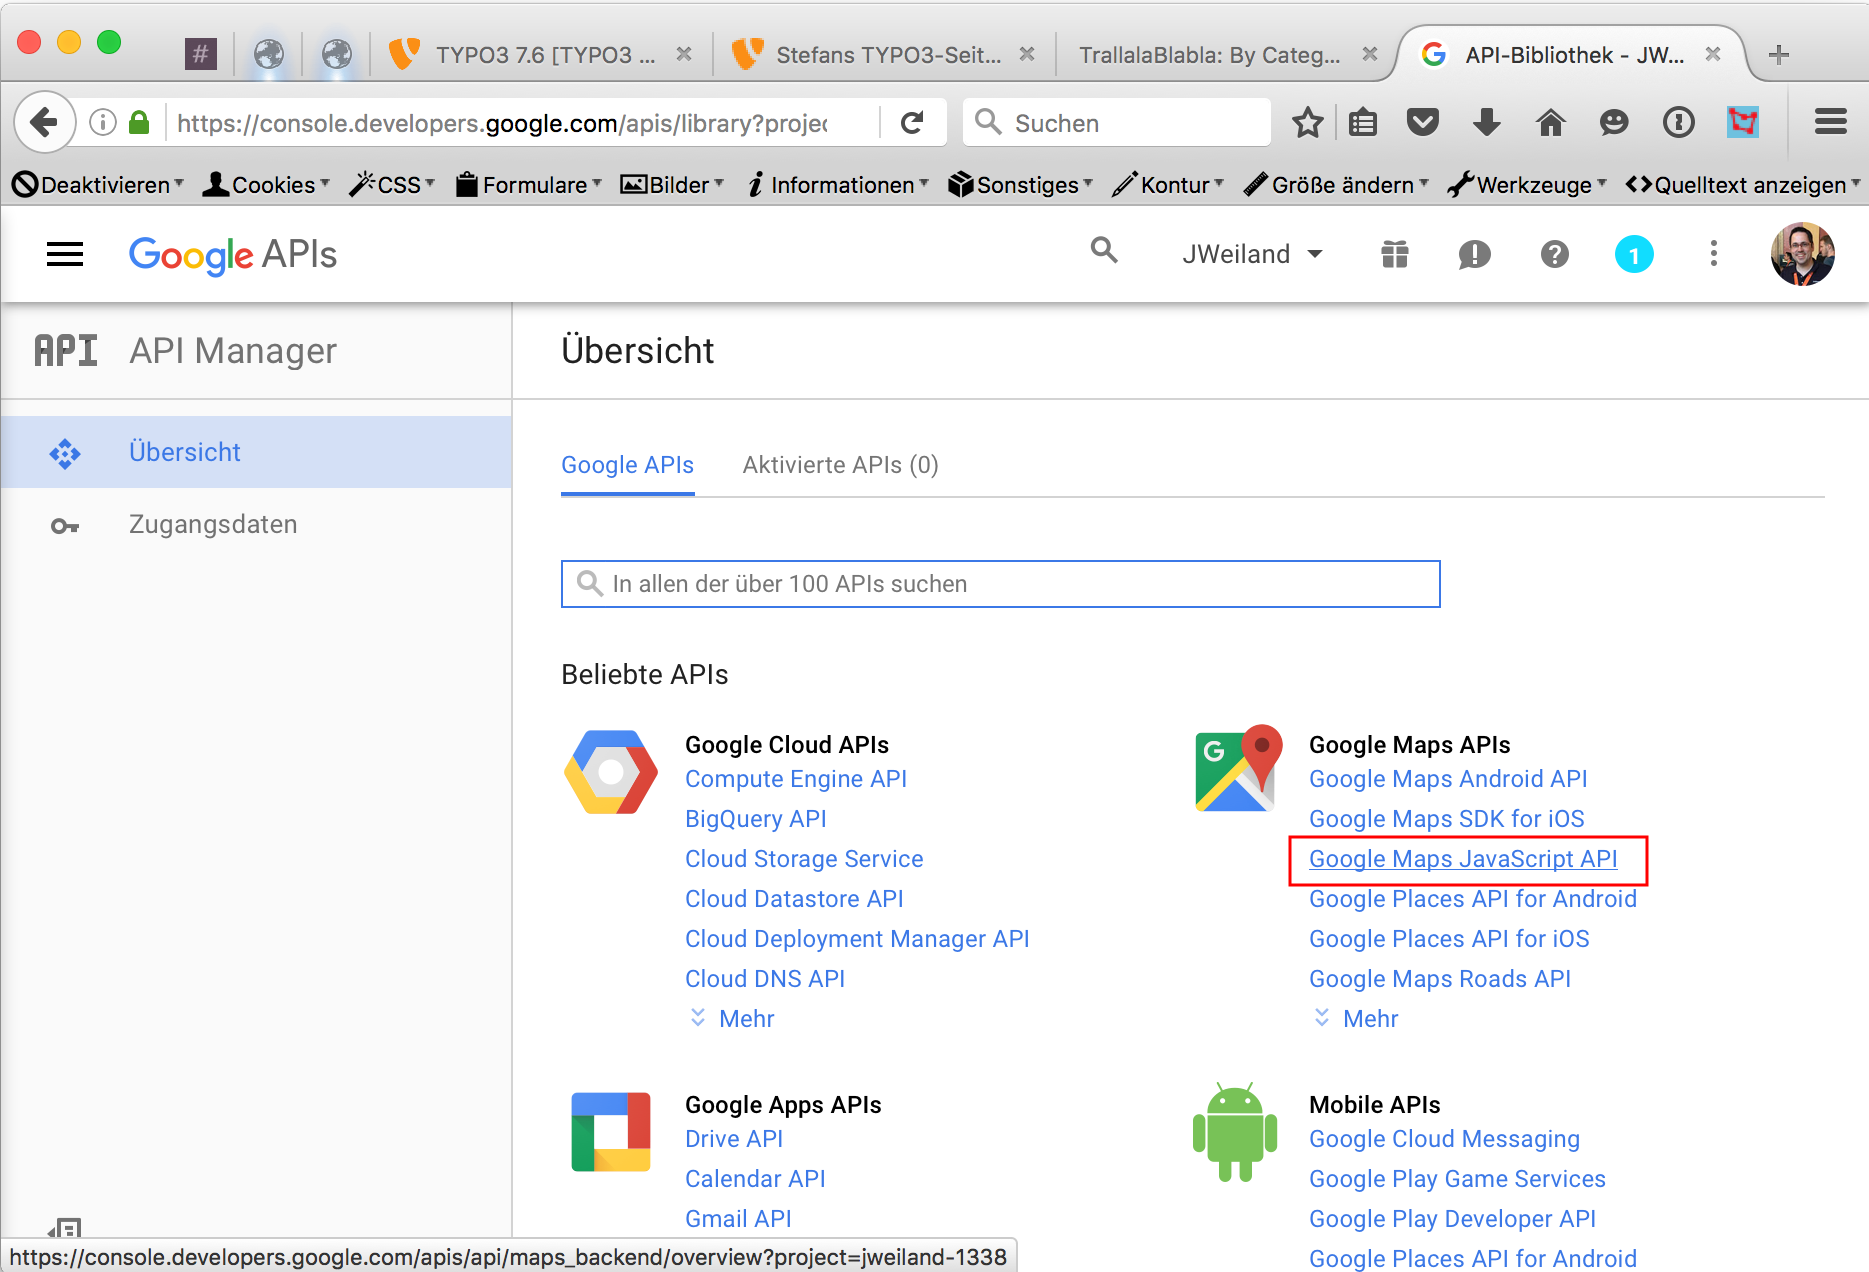 # TYPO3 7.6 [TYPO3 ... Stefans TYPO3-Seit... TrallalaBlabla: By Categ... API-Bibliothek - JW...
https://console.developers.google.com/apis/library?projec Suchen
Deaktivieren Cookies CSS Formulare Bilder Informationen Sonstiges Kontur Größe ändern Werkzeuge Quelltext anzeigen
Google APIs JWeiland 1
API API Manager Übersicht
Übersicht
Google APIs Aktivierte APIs (0)
Zugangsdaten
In allen der über 100 APIs suchen
Beliebte APIs
Google Cloud APIs
Compute Engine API
BigQuery API
Cloud Storage Service
Cloud Datastore API
Cloud Deployment Manager API
Cloud DNS API
Mehr
G
Google Maps APIs
Google Maps Android API
Google Maps SDK for iOS
Google Maps JavaScript API
Google Places API for Android
Google Places API for iOS
Google Maps Roads API
Mehr
Google Apps APIs
Drive API
Calendar API
Gmail API
Mobile APIs
Google Cloud Messaging
Google Play Game Services
Google Play Developer API
Google Places API for Android
https://console.developers.google.com/apis/api/maps_backend/overview?project=jweiland-1338